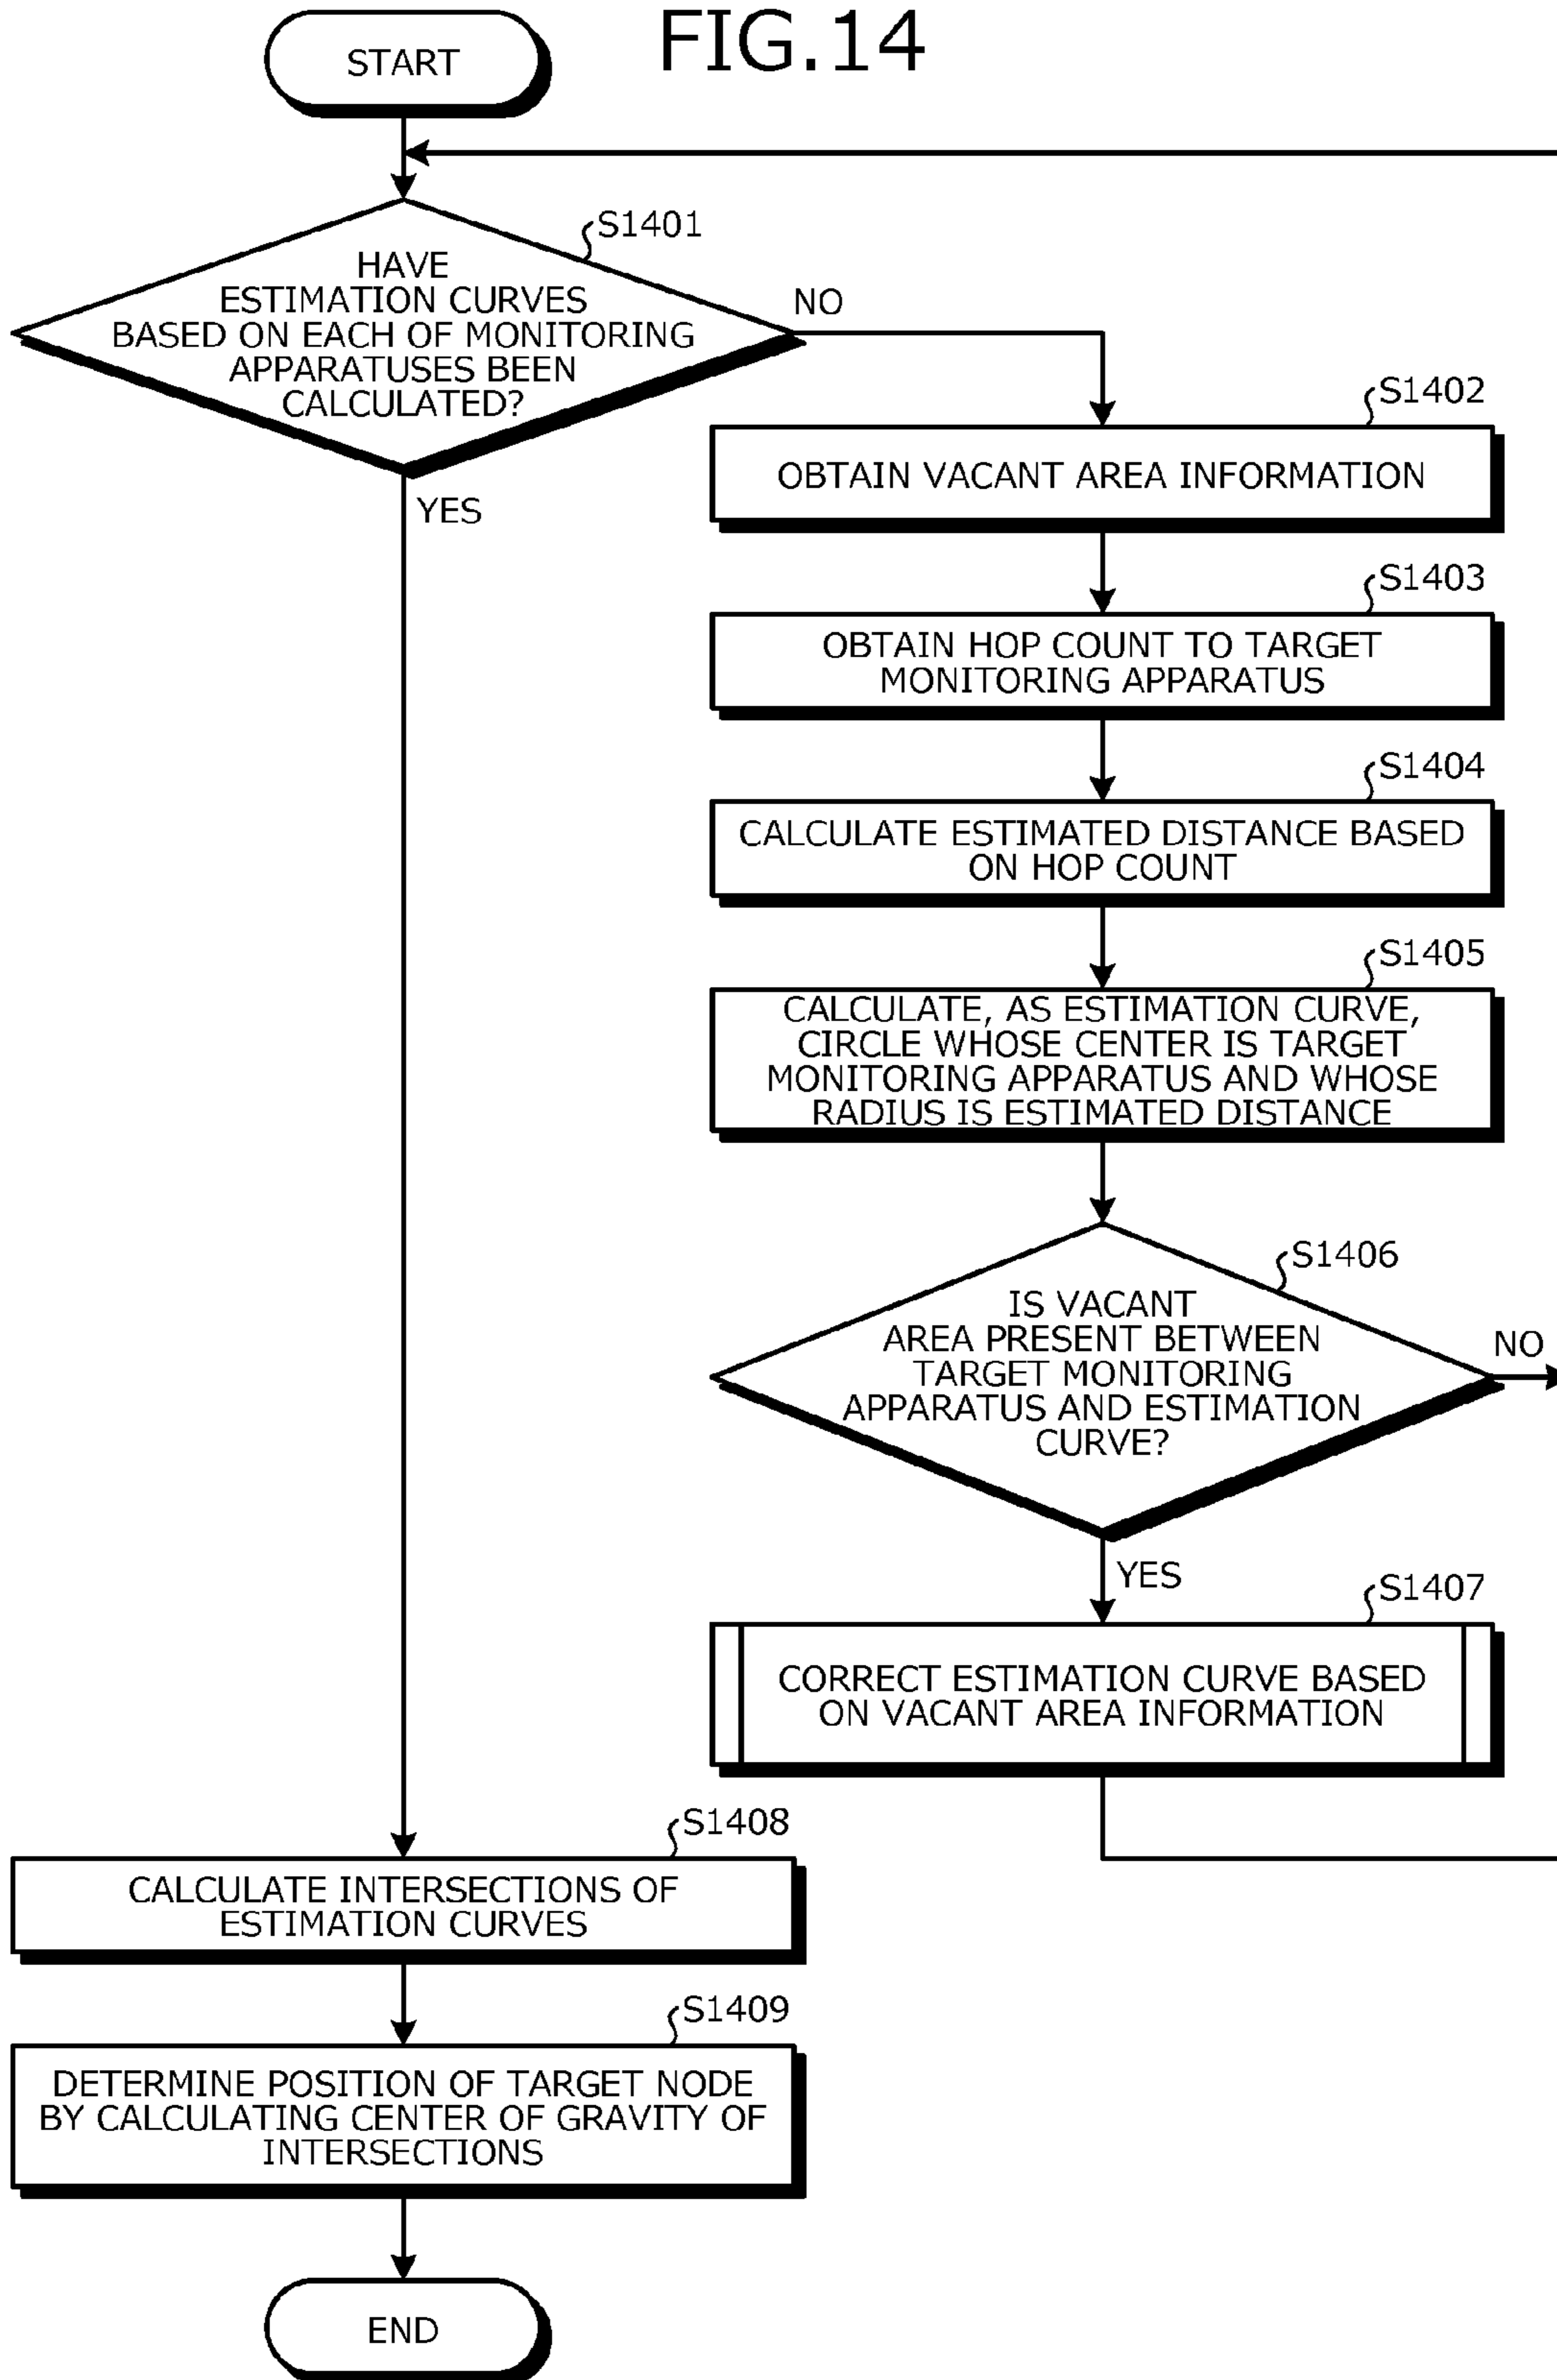 FIG.14
START
S1401
HAVE
ESTIMATION CURVES
BASED ON EACH OF MONITORING
APPARATUSES BEEN
CALCULATED?
NO
YES
S1402
OBTAIN VACANT AREA INFORMATION
S1403
OBTAIN HOP COUNT TO TARGET
MONITORING APPARATUS
S1404
CALCULATE ESTIMATED DISTANCE BASED
ON HOP COUNT
S1405
CALCULATE, AS ESTIMATION CURVE,
CIRCLE WHOSE CENTER IS TARGET
MONITORING APPARATUS AND WHOSE
RADIUS IS ESTIMATED DISTANCE
S1406
IS VACANT
AREA PRESENT BETWEEN
TARGET MONITORING
APPARATUS AND ESTIMATION
CURVE?
NO
YES
S1407
CORRECT ESTIMATION CURVE BASED
ON VACANT AREA INFORMATION
S1408
CALCULATE INTERSECTIONS OF
ESTIMATION CURVES
S1409
DETERMINE POSITION OF TARGET NODE
BY CALCULATING CENTER OF GRAVITY OF
INTERSECTIONS
END